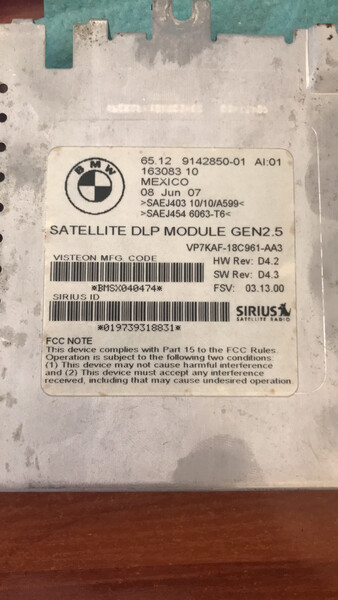 BMW
65.12 9142850-01 AI:01
163083 10
MEXICO
08 Jun 07
>SAEJ403 10/10/A599<
>SAEJ454 6063-T6<
SATELLITE DLP MODULE GEN2.5
VP7KAF-18C961-AA3
VISTEON MFG. CODE
HW Rev: D4.2
SW Rev: D4.3
*BMSX040474*
FSV: 03.13.00
SIRIUS ID
SIRIUS
SATELLITE RADIO
*019739318831*
FCC NOTE
This device complies with Part 15 to the FCC Rules.
Operation is subject to the following two conditions:
(1) This device may not cause harmful interference
and (2) This device must accept any interference
received, including that may cause undesired operation.